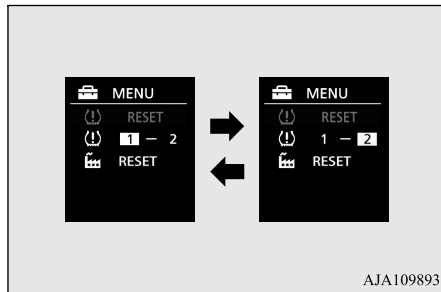 MENU
RESET
1 — 2
RESET
MENU
RESET
1 — 2
RESET
AJA109893